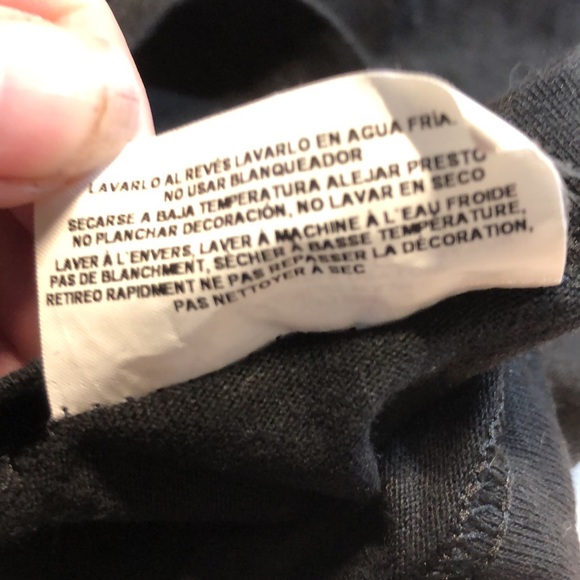 LAVARLO AL REVÉS LAVARLO EN AGUA FRÍA.
NO USAR BLANQUEADOR
SECARSE A BAJA TEMPERATURA ALEJAR PRESTO
NO PLANCHAR DECORACIÓN, NO LAVAR EN SECO
LAVER À L'ENVERS, LAVER À MACHINE À L'EAU FROIDE
PAS DE BLANCHMENT, SÉCHER À BASSE TEMPÉRATURE,
RETIREO RAPIDMENT NE PAS REPASSER LA DÉCORATION,
PAS NETTOYER À SEC